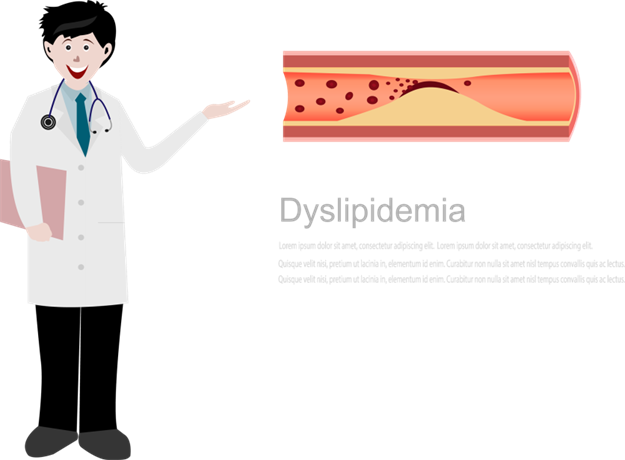 Dyslipidemia
Lorem ipsum dolor sit amet, consectetur adipiscing elit. Lorem ipsum dolor sit amet, consectetur adipiscing elit.
Quisque velit nisi, pretium ut lacinia in, elementum id enim. Curabitur non nulla sit amet nisl tempus convallis quis ac lectus.
Quisque velit nisi, pretium ut lacinia in, elementum id enim. Curabitur non nulla sit amet nisl tempus convallis quis ac lectus.